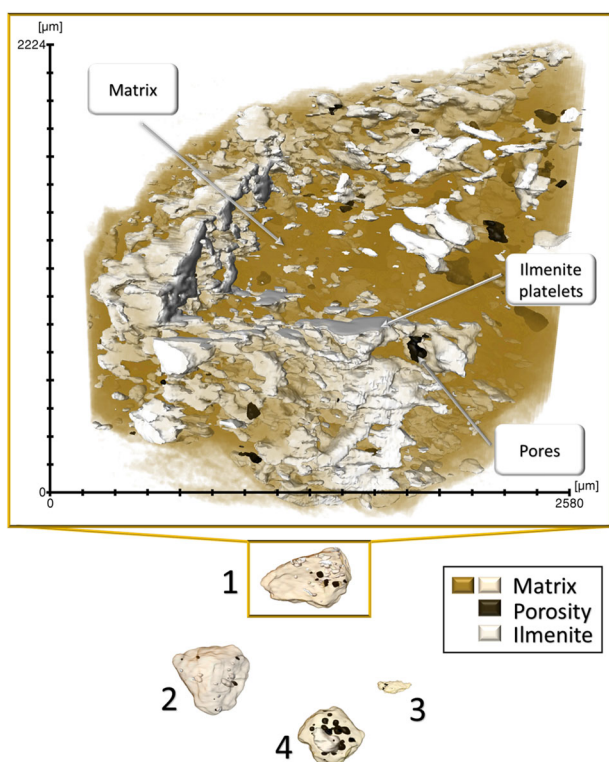 [μm]
2224
Matrix
Ilmenite
platelets
Pores
0
0
2580
[μm]
1
2
3
4
Matrix
Porosity
Ilmenite